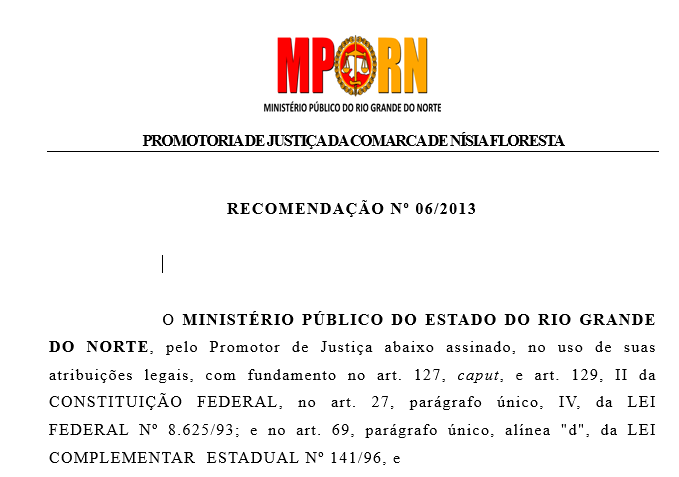 MPRN
MINISTÉRIO PÚBLICO DO RIO GRANDE DO NORTE
PROMOTORIA DE JUSTIÇA DA COMARCA DE NÍSIA FLORESTA
RECOMENDAÇÃO Nº 06/2013
O MINISTÉRIO PÚBLICO DO ESTADO DO RIO GRANDE
DO NORTE, pelo Promotor de Justiça abaixo assinado, no uso de suas
atribuições legais, com fundamento no art. 127, caput, e art. 129, II da
CONSTITUIÇÃO FEDERAL, no art. 27, parágrafo único, IV, da LEI
FEDERAL Nº 8.625/93; e no art. 69, parágrafo único, alínea "d", da LEI
COMPLEMENTAR ESTADUAL Nº 141/96, e